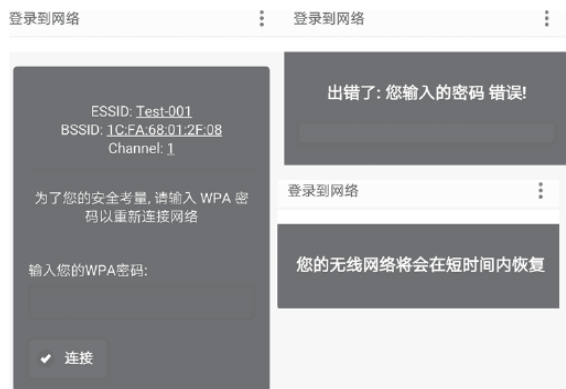 登录到网络
ESSID: Test-001
BSSID: 1C:FA:68:01:2F:08
Channel: 1
为了您的安全考量, 请输入 WPA 密
码以重新连接网络
输入您的WPA密码:
连接
登录到网络
出错了: 您输入的密码 错误!
登录到网络
您的无线网络将会在短时间内恢复